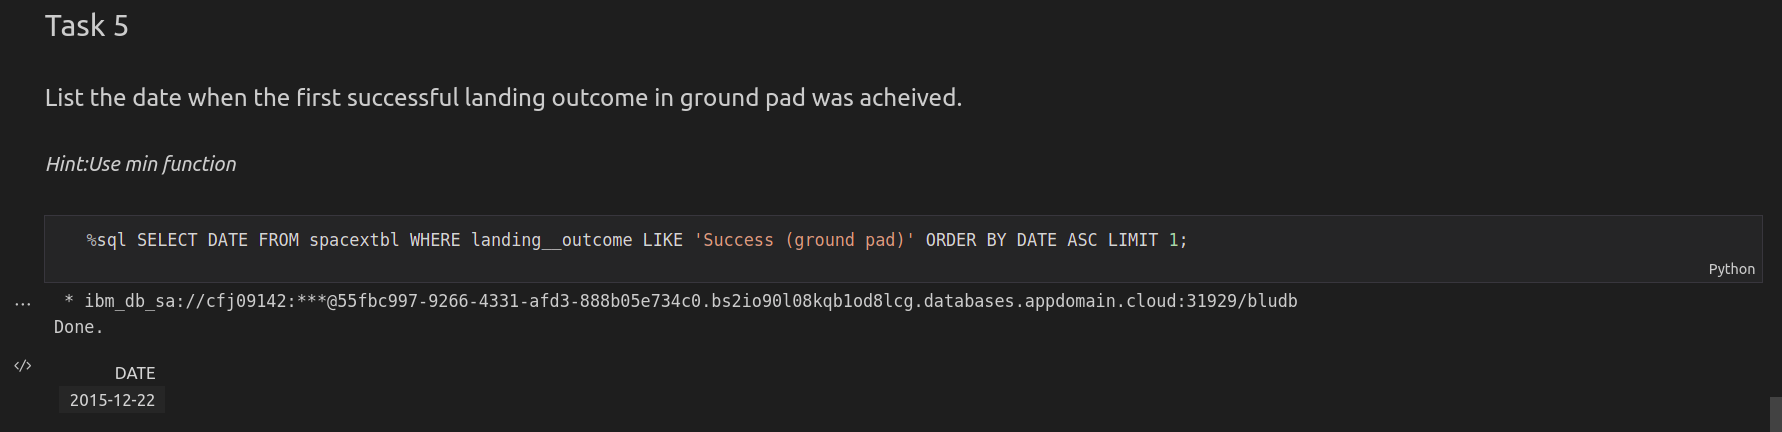 Task 5
List the date when the first successful landing outcome in ground pad was acheived.
Hint:Use min function
%sql SELECT DATE FROM spacextbl WHERE landing__outcome LIKE 'Success (ground pad)' ORDER BY DATE ASC LIMIT 1;
Python
* ibm_db_sa://cfj09142:***@55fbc997-9266-4331-afd3-888b05e734c0.bs2io90l08kqb1od8lcg.databases.appdomain.cloud:31929/bludb
Done.
DATE
2015-12-22